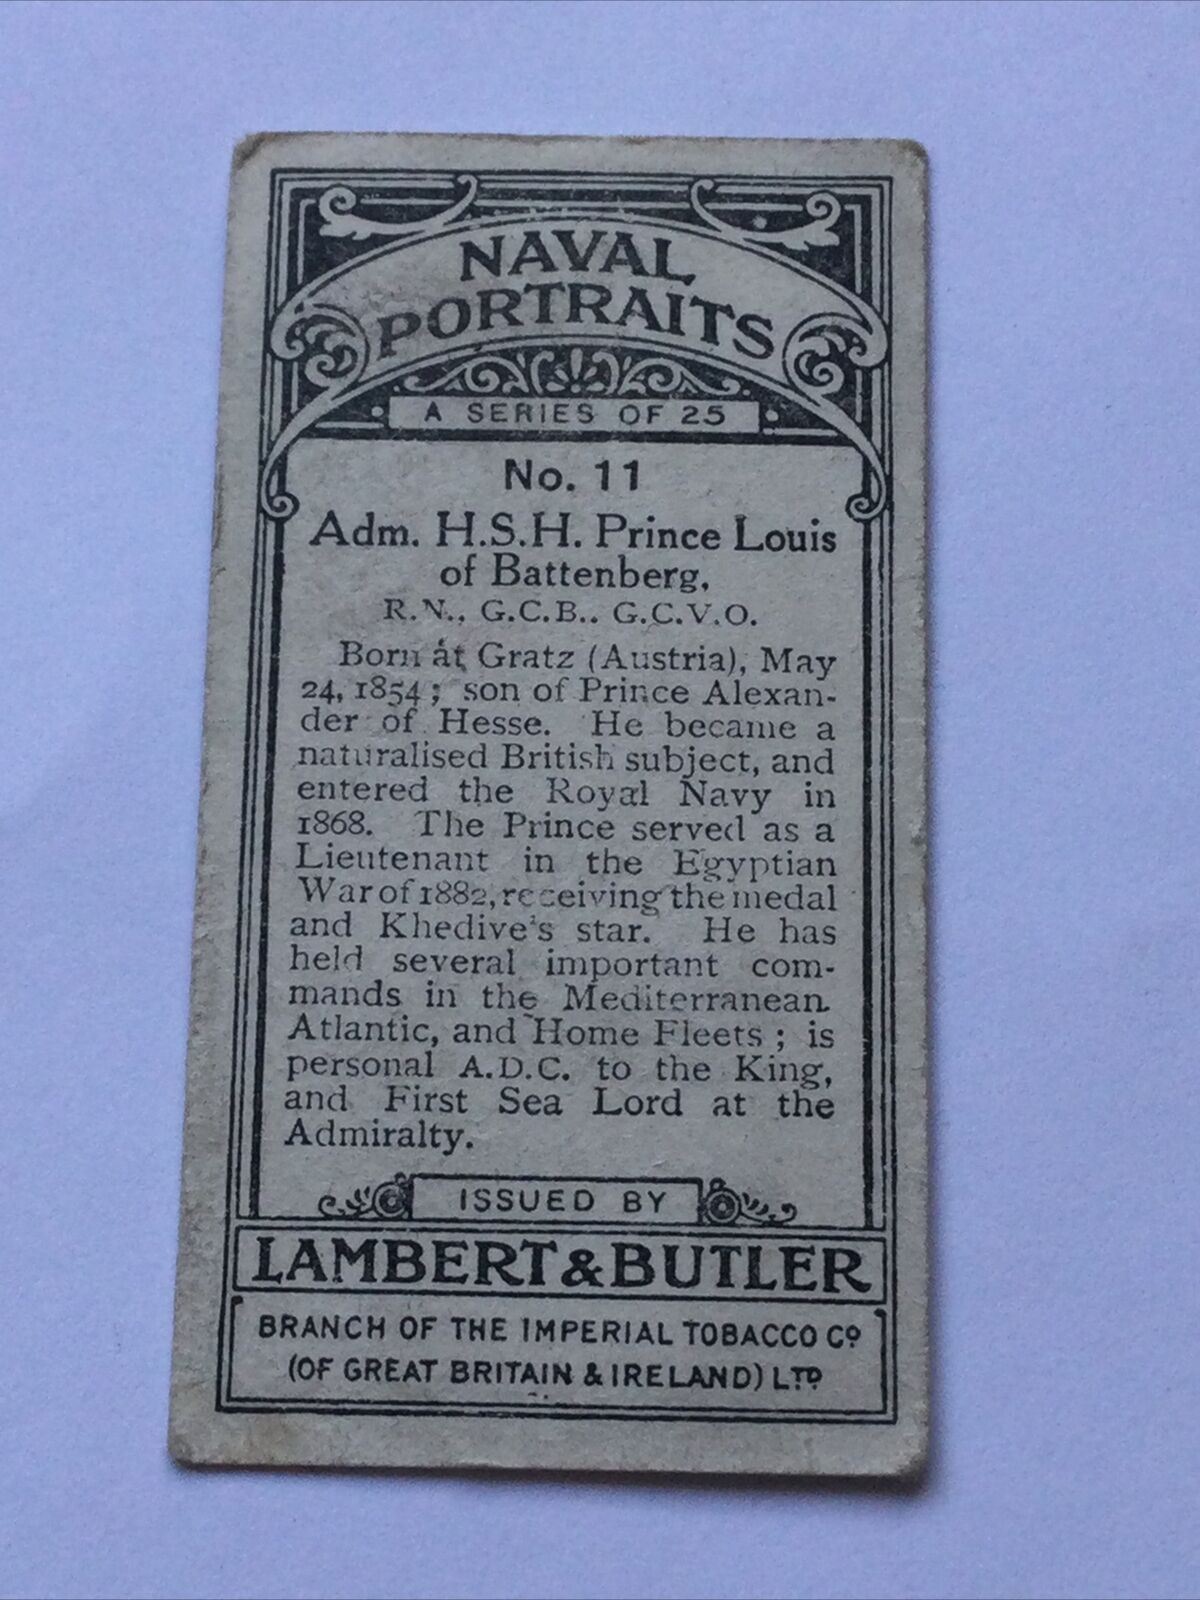 NAVAL
PORTRAITS
A SERIES OF 25
No. 11
Adm. H.S.H. Prince Louis
of Battenberg,
R.N., G.C.B., G.C.V.O.
Born at Gratz (Austria), May
24, 1854; son of Prince Alexan-
der of Hesse. He became a
naturalised British subject, and
entered the Royal Navy in
1868. The Prince served as a
Lieutenant in the Egyptian
War of 1882, receiving the medal
and Khedive's star. He has
held several important com-
mands in the Mediterranean
Atlantic, and Home Fleets; is
personal A.D.C. to the King,
and First Sea Lord at the
Admiralty.
ISSUED BY
LAMBERT & BUTLER
BRANCH OF THE IMPERIAL TOBACCO CO
(OF GREAT BRITAIN & IRELAND) LTD